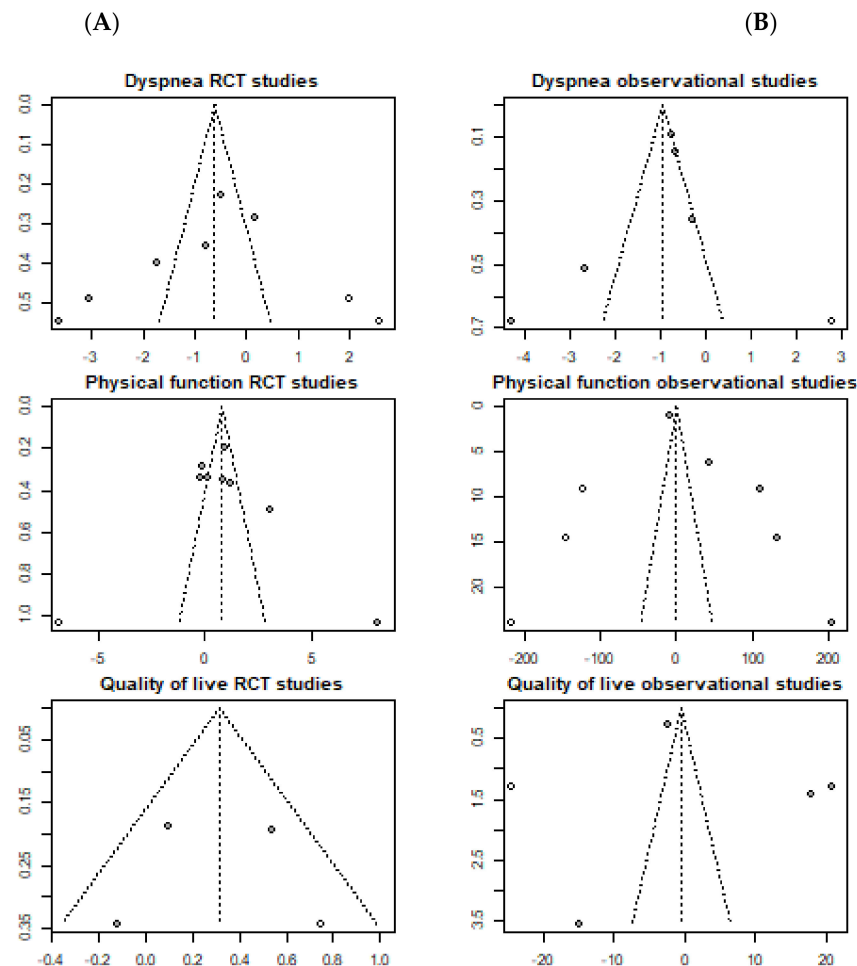 (A) (B)
Dyspnea RCT studies
0.0
0.1
0.2
0.3
0.4
0.5
-3 -2 -1 0 1 2
Dyspnea observational studies
0.1
0.3
0.5
0.7
-4 -3 -2 -1 0 1 2 3
Physical function RCT studies
0.0
0.2
0.4
0.6
0.8
1.0
-5 0 5
Physical function observational studies
0
5
10
15
20
-200 -100 0 100 200
Quality of live RCT studies
0.05
0.15
0.25
0.35
-0.4 -0.2 0.0 0.2 0.4 0.6 0.8 1.0
Quality of live observational studies
0.5
1.5
2.5
3.5
-20 -10 0 10 20